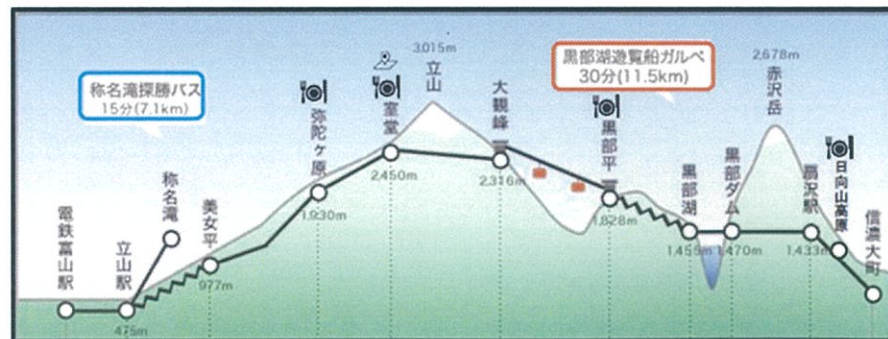 称名滝探勝バス
15分(7.1km)
黒部湖遊覧船ガルベ
30分(11.5km)
電鉄富山駅
立山駅
475m
称名滝
美女平
977m
弥陀ヶ原
1,930m
室堂
2,450m
3,015m
立山
大観峰
2,316m
黒部平
1,828m
黒部湖
1,455m
黒部ダム
1,470m
2,678m
赤沢岳
扇沢駅
1,433m
日向山高原
信濃大町